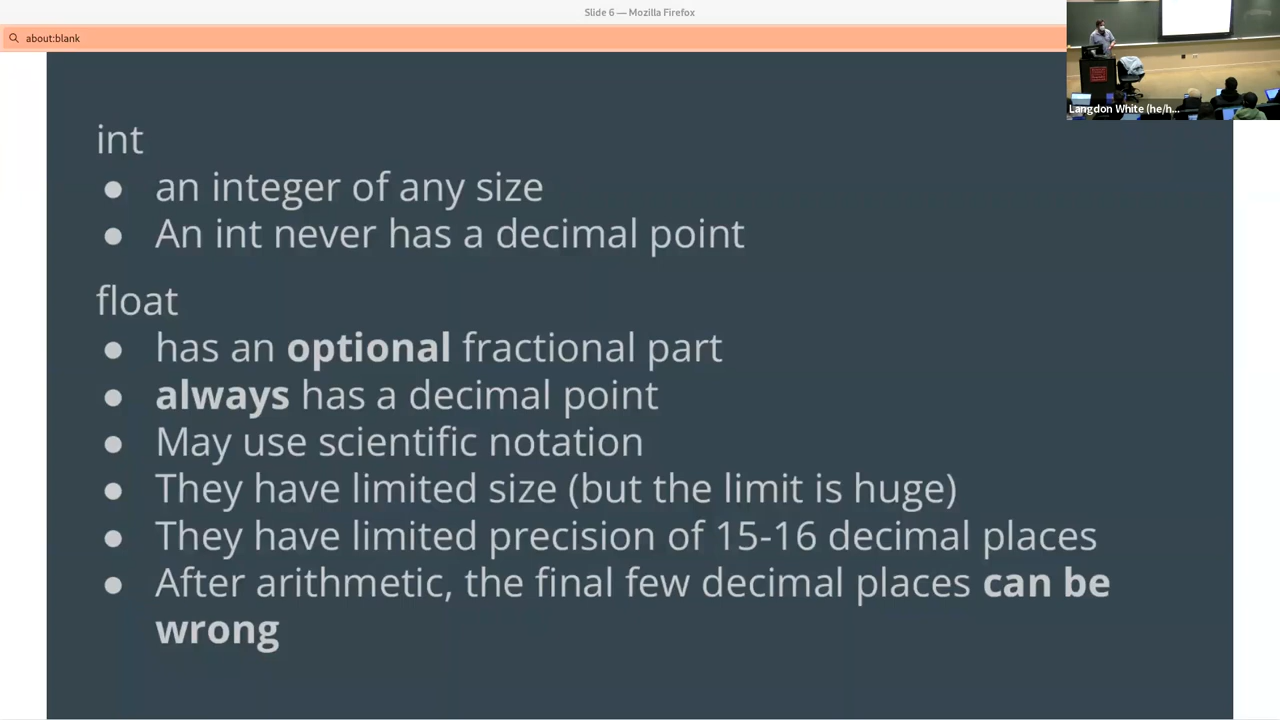 Slide 6 — Mozilla Firefox
about:blank
Langdon White (he/h...
int
● an integer of any size
● An int never has a decimal point
float
● has an optional fractional part
● always has a decimal point
● May use scientific notation
● They have limited size (but the limit is huge)
● They have limited precision of 15-16 decimal places
● After arithmetic, the final few decimal places can be
wrong